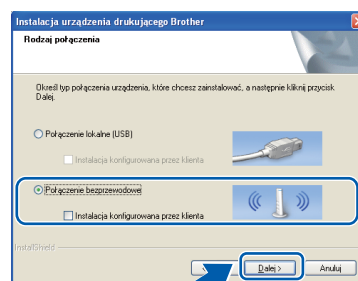 Instalacja urządzenia drukującego Brother
Rodzaj połączenia
Określ typ połączenia urządzenia, które chcesz zainstalować, a następnie kliknij przycisk
Dalej.
Połączenie lokalne (USB)
Instalacja konfigurowana przez klienta
Połączenie bezprzewodowe
Instalacja konfigurowana przez klienta
InstallShield
Dalej >
Anuluj